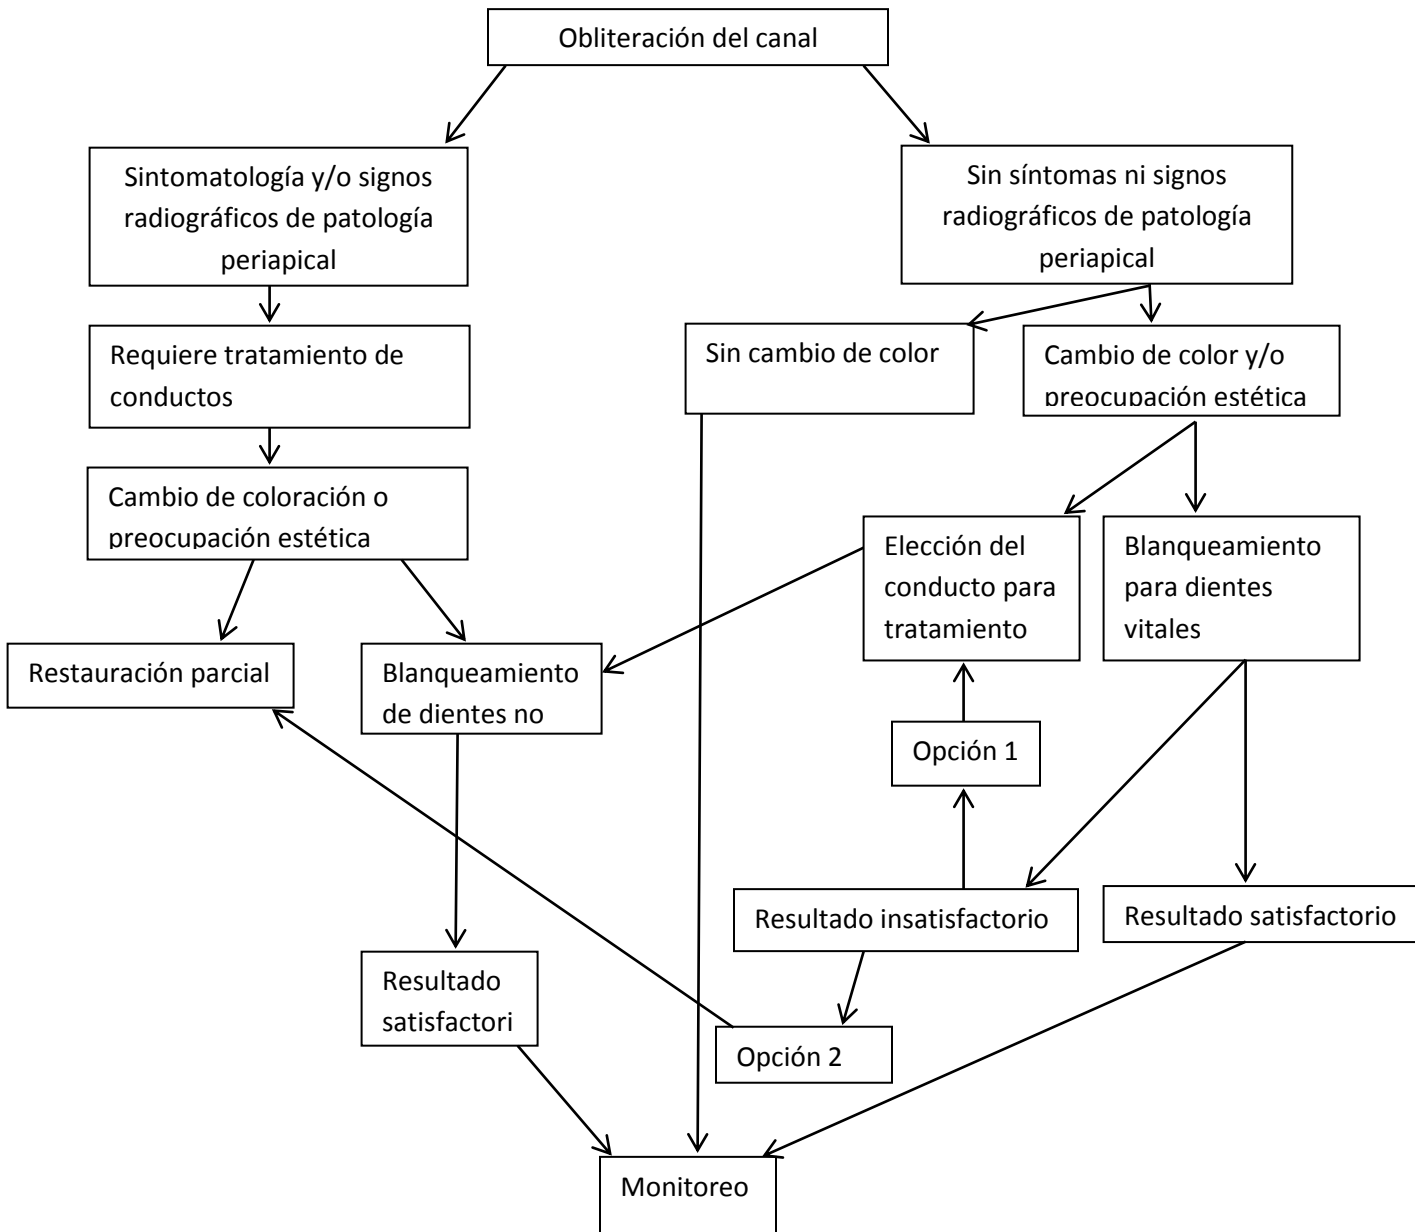 Obliteración del canal
Sintomatología y/o signos
radiográficos de patología
periapical
Sin síntomas ni signos
radiográficos de patología
periapical
Requiere tratamiento de
conductos
Sin cambio de color
Cambio de color y/o
preocupación estética
Cambio de coloración o
preocupación estética
Elección del
conducto para
tratamiento
Blanqueamiento
para dientes
vitales
Restauración parcial
Blanqueamiento
de dientes no
Opción 1
Resultado insatisfactorio
Resultado satisfactorio
Resultado
satisfactori
Opción 2
Monitoreo